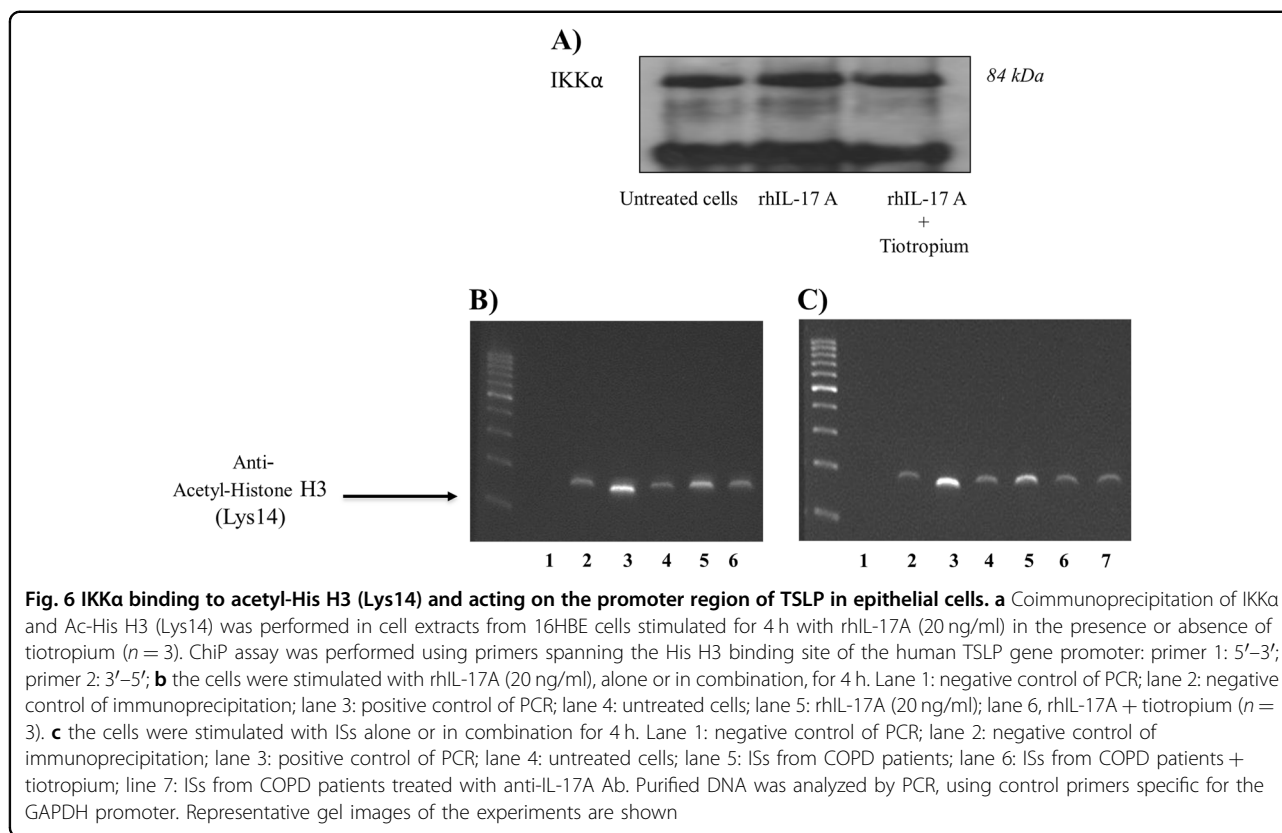 A)
IKKα
84 kDa
Untreated cells rhIL-17 A rhIL-17 A
+
Tiotropium
B)
C)
Anti-
Acetyl-Histone H3
(Lys14)
1 2 3 4 5 6
1 2 3 4 5 6 7
Fig. 6 IKKα binding to acetyl-His H3 (Lys14) and acting on the promoter region of TSLP in epithelial cells. a Coimmunoprecipitation of IKKα
and Ac-His H3 (Lys14) was performed in cell extracts from 16HBE cells stimulated for 4 h with rhIL-17A (20 ng/ml) in the presence or absence of
tiotropium (n = 3). ChiP assay was performed using primers spanning the His H3 binding site of the human TSLP gene promoter: primer 1: 5′–3′;
primer 2: 3′–5′; b the cells were stimulated with rhIL-17A (20 ng/ml), alone or in combination, for 4 h. Lane 1: negative control of PCR; lane 2: negative
control of immunoprecipitation; lane 3: positive control of PCR; lane 4: untreated cells; lane 5: rhIL-17A (20 ng/ml); lane 6, rhIL-17A + tiotropium (n =
3). c the cells were stimulated with ISs alone or in combination for 4 h. Lane 1: negative control of PCR; lane 2: negative control of
immunoprecipitation; lane 3: positive control of PCR; lane 4: untreated cells; lane 5: ISs from COPD patients; lane 6: ISs from COPD patients +
tiotropium; line 7: ISs from COPD patients treated with anti-IL-17A Ab. Purified DNA was analyzed by PCR, using control primers specific for the
GAPDH promoter. Representative gel images of the experiments are shown